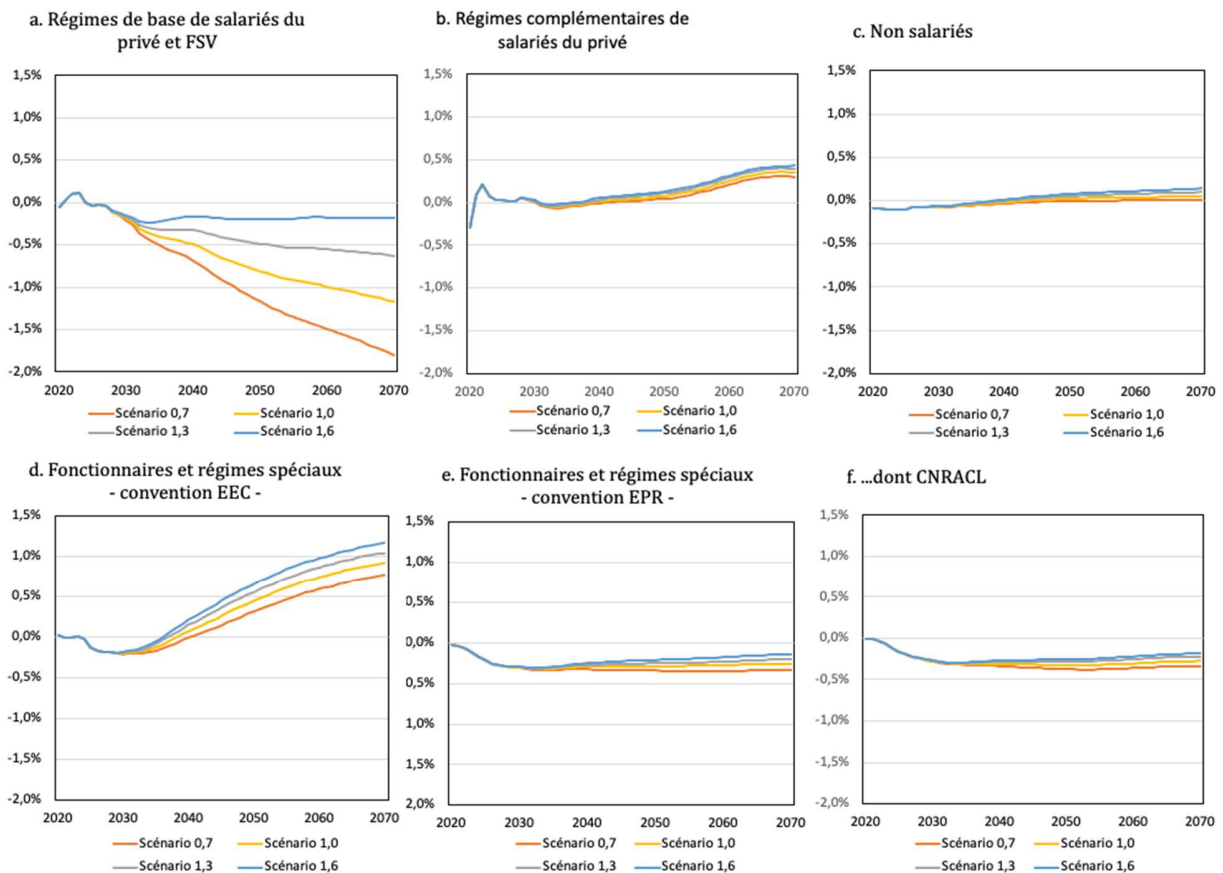 a. Régimes de base de salariés du
privé et FSV
1,5%
1,0%
0,5%
0,0%
-0,5%
-1,0%
-1,5%
-2,0%
2020 2030 2040 2050 2060 2070
Scénario 0,7 Scénario 1,0
Scénario 1,3 Scénario 1,6
b. Régimes complémentaires de
salariés du privé
1,5%
1,0%
0,5%
0,0%
-0,5%
-1,0%
-1,5%
-2,0%
2020 2030 2040 2050 2060 2070
Scénario 0,7 Scénario 1,0
Scénario 1,3 Scénario 1,6
c. Non salariés
1,5%
1,0%
0,5%
0,0%
-0,5%
-1,0%
-1,5%
-2,0%
2020 2030 2040 2050 2060 2070
Scénario 0,7 Scénario 1,0
Scénario 1,3 Scénario 1,6
d. Fonctionnaires et régimes spéciaux
- convention EEC -
1,5%
1,0%
0,5%
0,0%
-0,5%
-1,0%
-1,5%
-2,0%
2020 2030 2040 2050 2060 2070
Scénario 0,7 Scénario 1,0
Scénario 1,3 Scénario 1,6
e. Fonctionnaires et régimes spéciaux
- convention EPR -
1,5%
1,0%
0,5%
0,0%
0,5%
0,0%
1,5%
2,0%
2020 2030 2040 2050 2060 2070
Scénario 0,7 Scénario 1,0
Scénario 1,3 Scénario 1,6
f. ...dont CNRACL
1,5%
1,0%
0,5%
0,0%
-0,5%
-1,0%
-1,5%
-2,0%
2020 2030 2040 2050 2060 2070
Scénario 0,7 Scénario 1,0
Scénario 1,3 Scénario 1,6